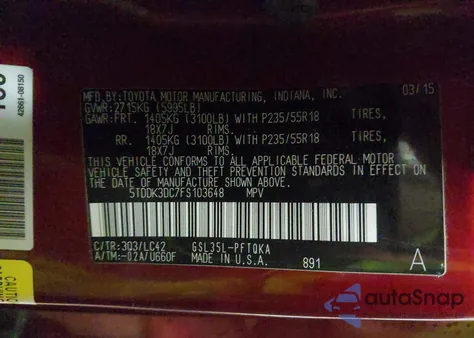 MFD.BY:TOYOTA MOTOR MANUFACTURING, INDIANA, INC. 03/15
GVWR: 2715KG (5995LB)
GAWR:FRT. 1405KG (3100LB) WITH P235/55R18 TIRES,
18X7J RIMS.
RR. 1405KG (3100LB) WITH P235/55R18 TIRES,
18X7J RIMS.
THIS VEHICLE CONFORMS TO ALL APPLICABLE FEDERAL MOTOR
VEHICLE SAFETY AND THEFT PREVENTION STANDARDS IN EFFECT ON
THE DATE OF MANUFACTURE SHOWN ABOVE.
5TDDK3DC7FS103648 MPV
C/TR:3Q3/LC42 GSL35L-PFTQKA
A/TM:-02A/U660F MADE IN U.S.A. 891 A
42661-08150
CAUTION
autoSnap